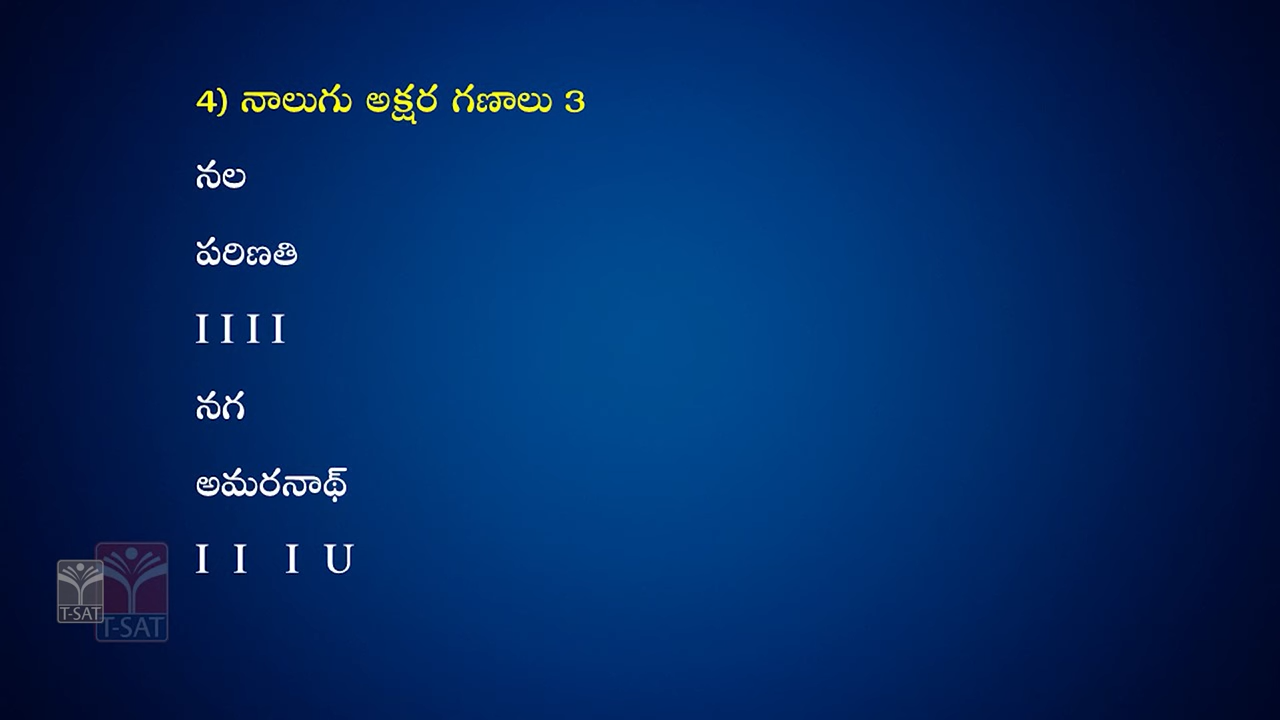 4) నాలుగు అక్షర గణాలు 3
నల
పరిణతి
I I I I
నగ
అమరనాథ్
I I I U
T-SAT
T-SAT